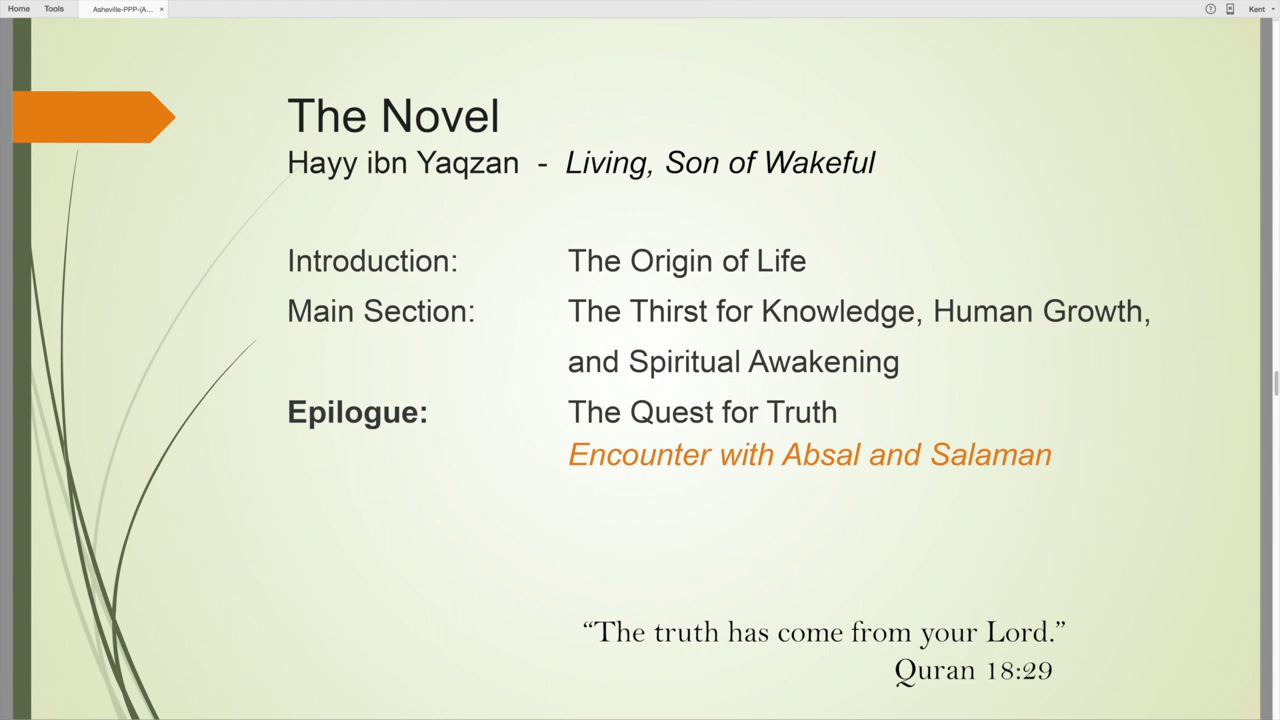 Home Tools Asheville-PPP-(A... × ? Kent
The Novel
Hayy ibn Yaqzan - Living, Son of Wakeful
Introduction: The Origin of Life
Main Section: The Thirst for Knowledge, Human Growth,
and Spiritual Awakening
Epilogue: The Quest for Truth
Encounter with Absal and Salaman
“The truth has come from your Lord.”
Quran 18:29